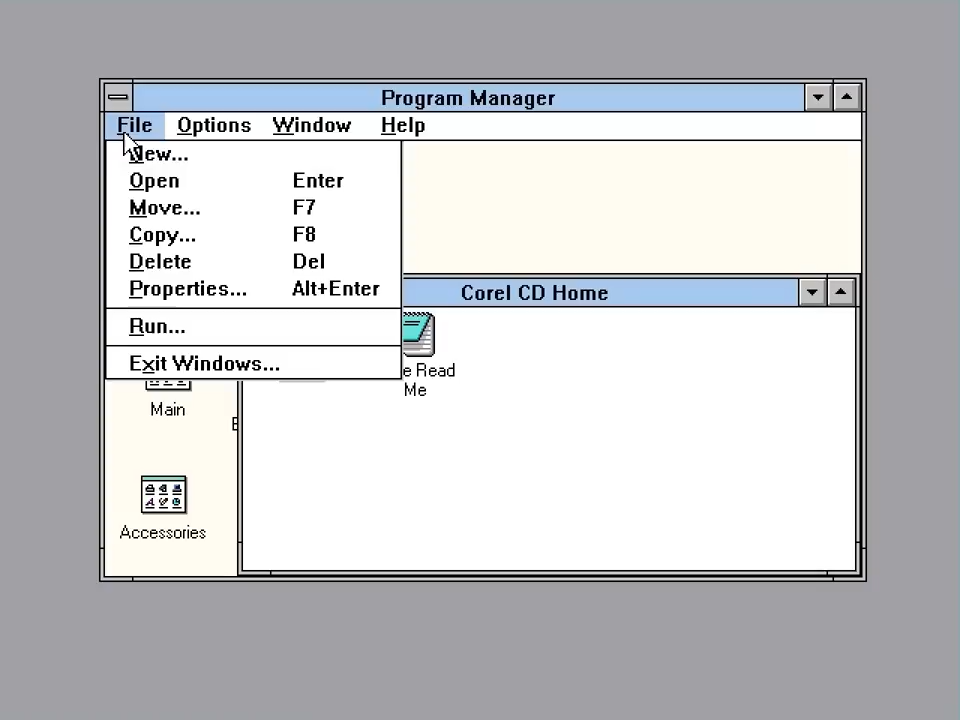 Program Manager
File Options Window Help
New...
Open Enter
Move... F7
Copy... F8
Delete Del
Properties... Alt+Enter
Run...
Exit Windows...
Corel CD Home
e Read
Me
Main
Accessories